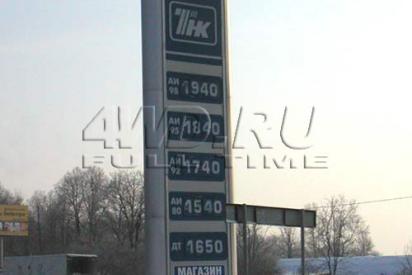 ТНК
АИ 98 1940
АИ 95 1840
АИ 92 1740
АИ 80 1540
ДТ 1650
МАГАЗИН
4WD.RU
FULL TIME